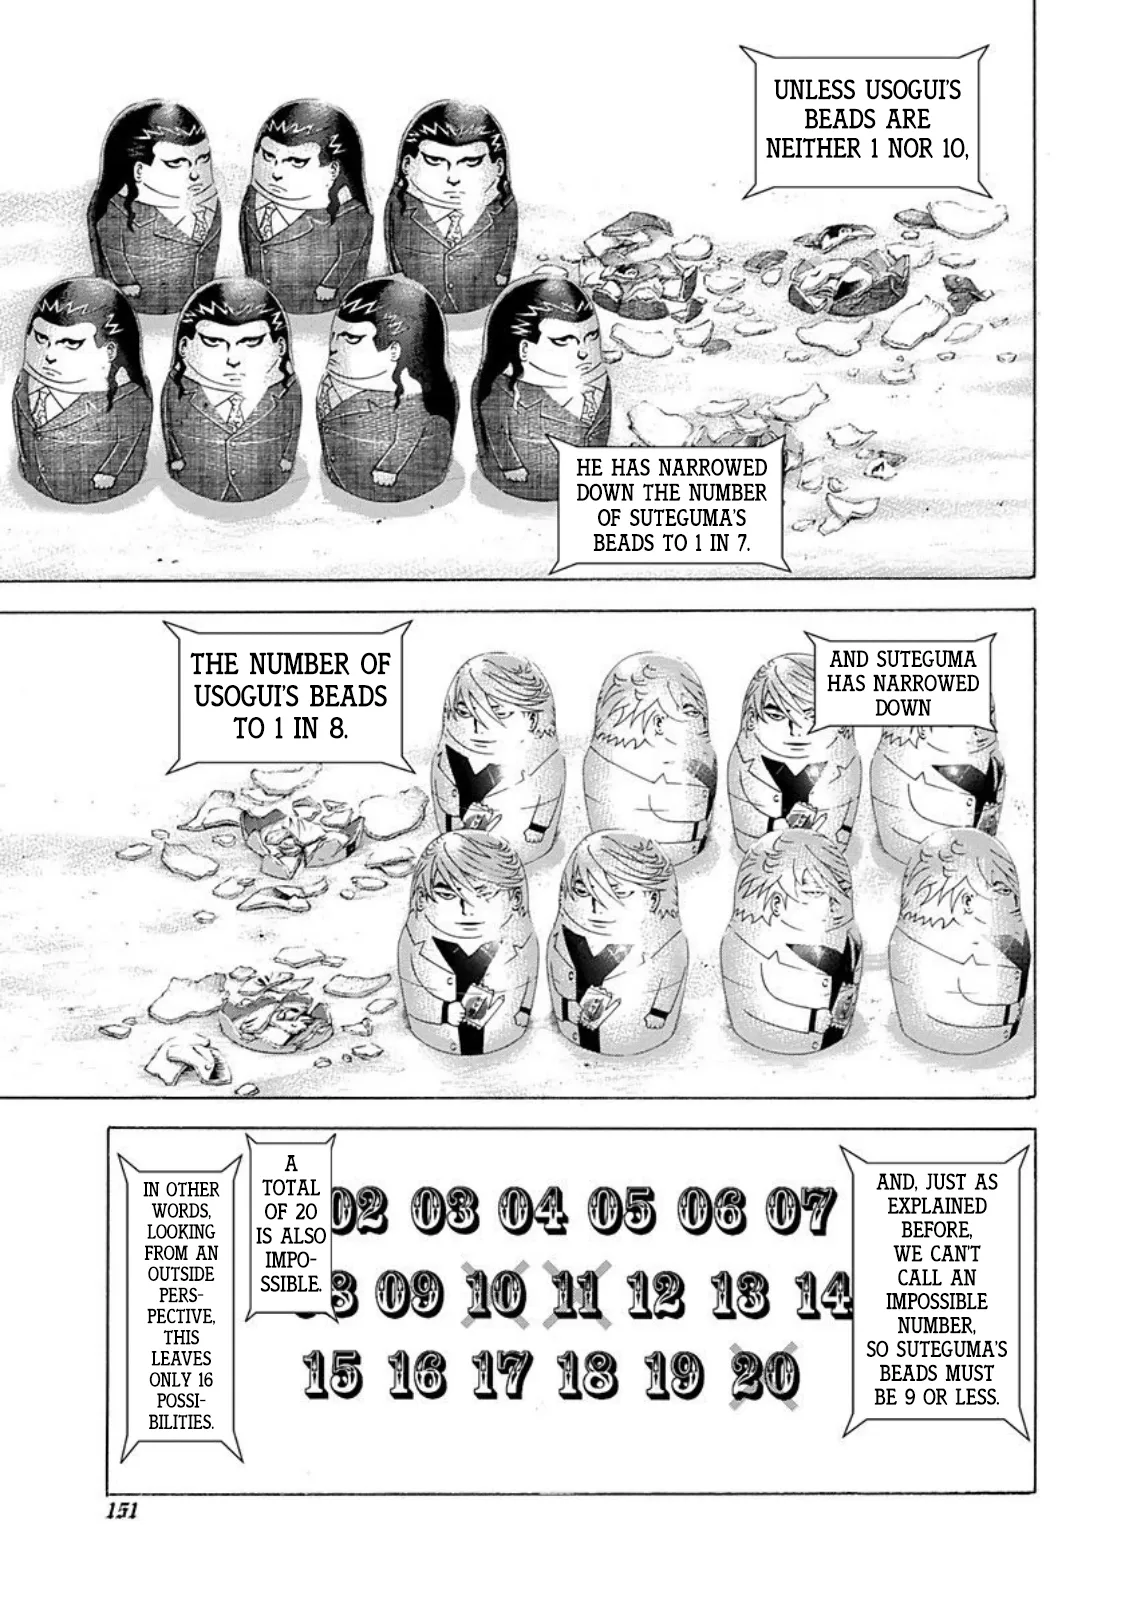 UNLESS USOGUI'S
BEADS ARE
NEITHER 1 NOR 10,
HE HAS NARROWED
DOWN THE NUMBER
OF SUTEGUMA'S
BEADS TO 1 IN 7.
AND SUTEGUMA
HAS NARROWED
DOWN
THE NUMBER OF
USOGUI'S BEADS
TO 1 IN 8.
AND, JUST AS
EXPLAINED
BEFORE,
WE CAN'T
CALL AN
IMPOSSIBLE
NUMBER,
SO SUTEGUMA'S
BEADS MUST
BE 9 OR LESS.
02 03 04 05 06 07
08 09 10 11 12 13 14
15 16 17 18 19 20
A
TOTAL
OF 20
IS ALSO
IMPO-
SSIBLE.
IN OTHER
WORDS,
LOOKING
FROM AN
OUTSIDE
PERS-
PECTIVE,
THIS
LEAVES
ONLY 16
POSSI-
BILITIES.
151